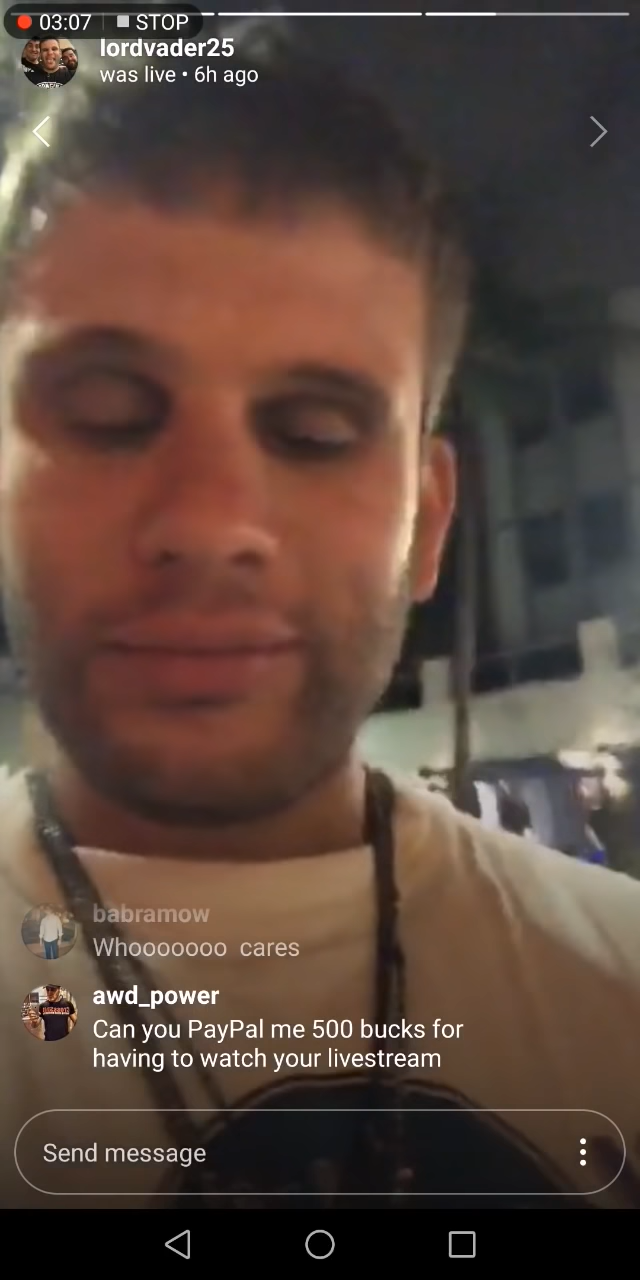 03:07 STOP
lordvader25
was live • 6h ago
babramow
Whooooooo cares
awd_power
Can you PayPal me 500 bucks for
having to watch your livestream
Send message